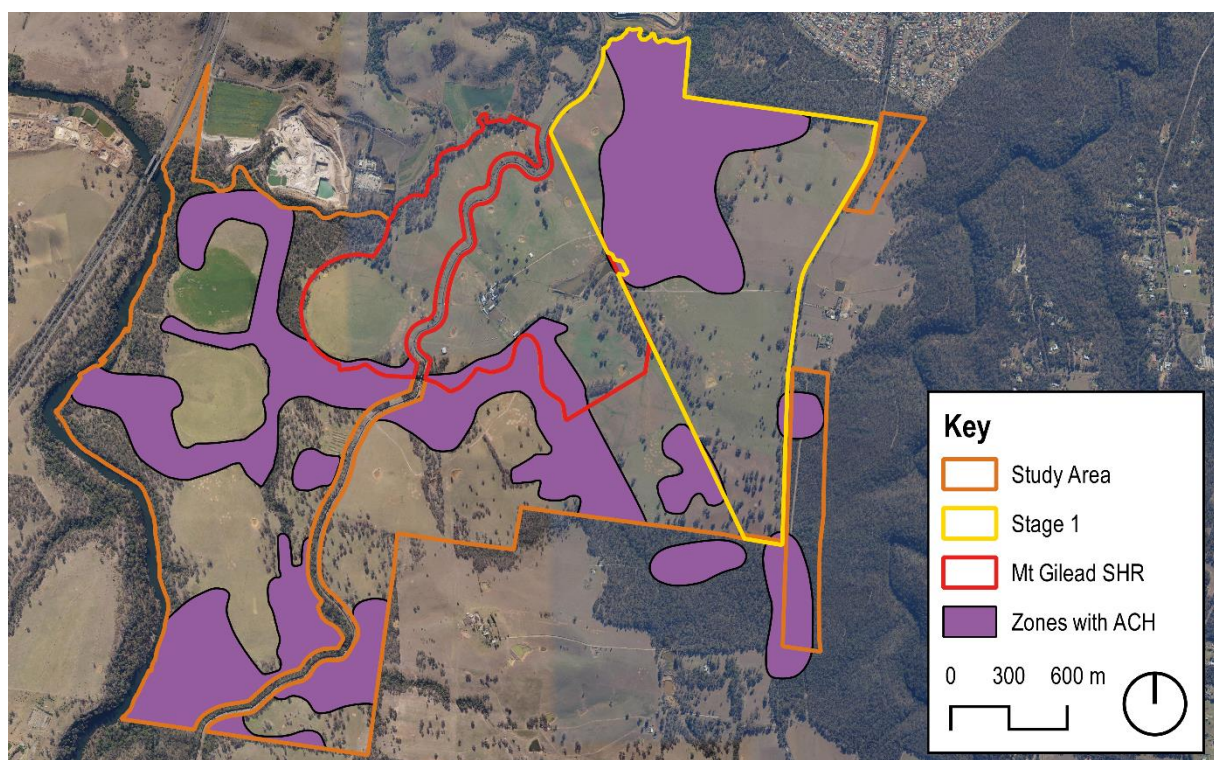 Key
Study Area
Stage 1
Mt Gilead SHR
Zones with ACH
0 300 600 m